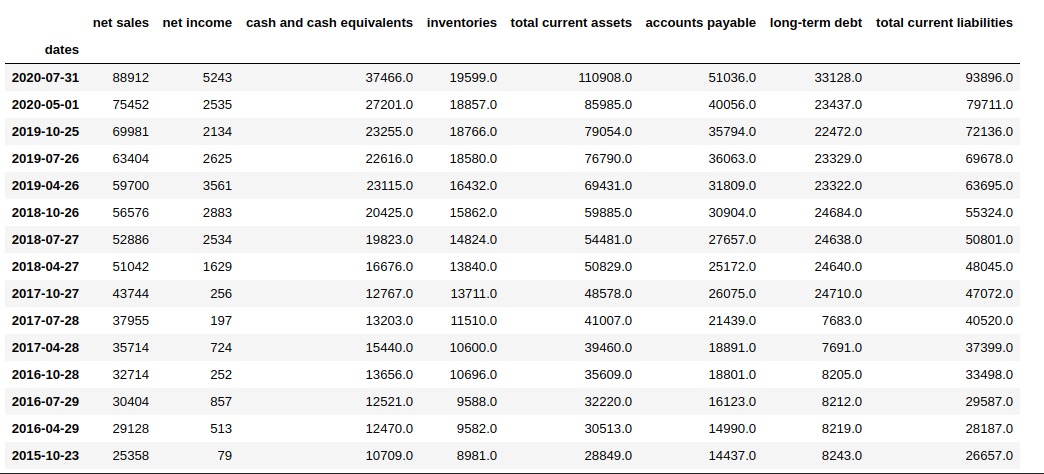 net sales net income cash and cash equivalents inventories total current assets accounts payable long-term debt total current liabilities
dates
2020-07-31 88912 5243 37466.0 19599.0 110908.0 51036.0 33128.0 93896.0
2020-05-01 75452 2535 27201.0 18857.0 85985.0 40056.0 23437.0 79711.0
2019-10-25 69981 2134 23255.0 18766.0 79054.0 35794.0 22472.0 72136.0
2019-07-26 63404 2625 22616.0 18580.0 76790.0 36063.0 23329.0 69678.0
2019-04-26 59700 3561 23115.0 16432.0 69431.0 31809.0 23322.0 63695.0
2018-10-26 56576 2883 20425.0 15862.0 59885.0 30904.0 24684.0 55324.0
2018-07-27 52886 2534 19823.0 14824.0 54481.0 27657.0 24638.0 50801.0
2018-04-27 51042 1629 16676.0 13840.0 50829.0 25172.0 24640.0 48045.0
2017-10-27 43744 256 12767.0 13711.0 48578.0 26075.0 24710.0 47072.0
2017-07-28 37955 197 13203.0 11510.0 41007.0 21439.0 7683.0 40520.0
2017-04-28 35714 724 15440.0 10600.0 39460.0 18891.0 7691.0 37399.0
2016-10-28 32714 252 13656.0 10696.0 35609.0 18801.0 8205.0 33498.0
2016-07-29 30404 857 12521.0 9588.0 32220.0 16123.0 8212.0 29587.0
2016-04-29 29128 513 12470.0 9582.0 30513.0 14990.0 8219.0 28187.0
2015-10-23 25358 79 10709.0 8981.0 28849.0 14437.0 8243.0 26657.0